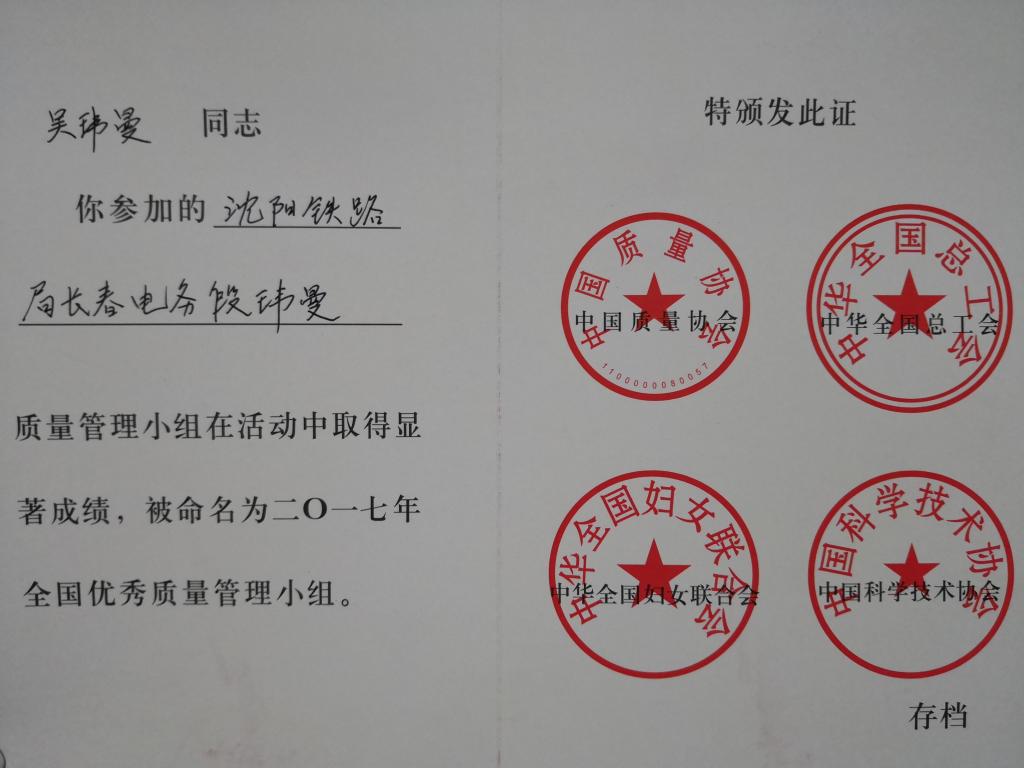 吴玮曼 同志
你参加的 沈阳铁路
局长春电务段玮曼
质量管理小组在活动中取得显
著成绩，被命名为二〇一七年
全国优秀质量管理小组。
特颁发此证
中国质量协会
中国质量协会
1100000080057
中华全国总工会
中华全国总工会
中华全国妇女联合会
中华全国妇女联合会
中国科学技术协会
中国科学技术协会
存档